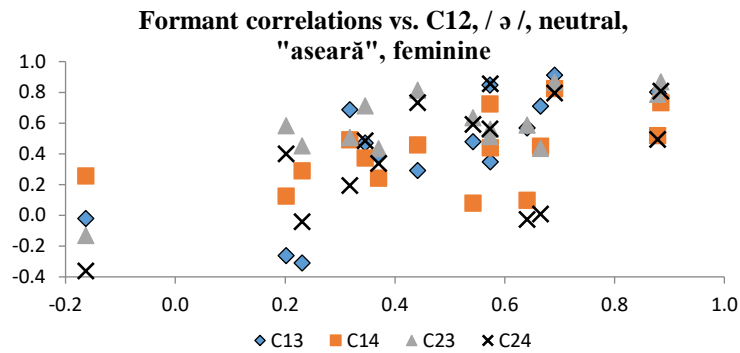 Formant correlations vs. C12, / ə /, neutral,
"aseară", feminine
1.0
0.8
0.6
0.4
0.2
0.0
-0.2
-0.4
-0.2 0.0 0.2 0.4 0.6 0.8 1.0
C13 C14 C23 C24